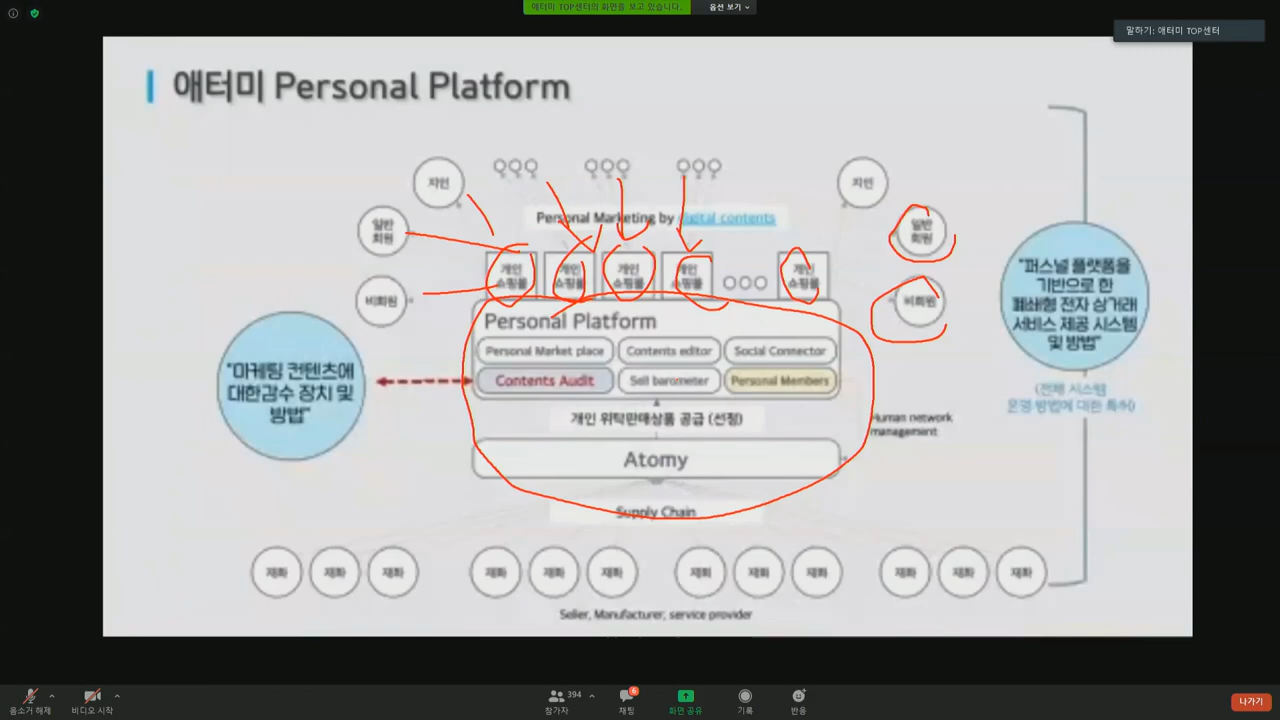 애터미 TOP센터의 화면을 보고 있습니다.
옵션 보기
말하기: 애터미 TOP센터
애터미 Personal Platform
지인
지인
Personal Marketing by digital contents
일반
회원
일반
회원
개인
쇼핑몰
개인
쇼핑몰
개인
쇼핑몰
개인
쇼핑몰
개인
쇼핑몰
비회원
비회원
"퍼스널 플랫폼을
기반으로 한
폐쇄형 전자 상거래
서비스 제공 시스템
및 방법"
Personal Platform
Personal Market place
Contents editor
Social Connector
"마케팅 컨텐츠에
대한감수 장치 및
방법"
Contents Audit
Sell barometer
Personal Members
(전체 시스템
운영 방법에 대한 특허)
개인 위탁판매상품 공급 (선정)
Human network
management
Atomy
Supply Chain
재화
재화
재화
재화
재화
재화
재화
재화
재화
재화
재화
재화
Seller, Manufacturer, service provider
음소거 해제
비디오 시작
394
참가자
6
채팅
화면 공유
기록
반응
나가기